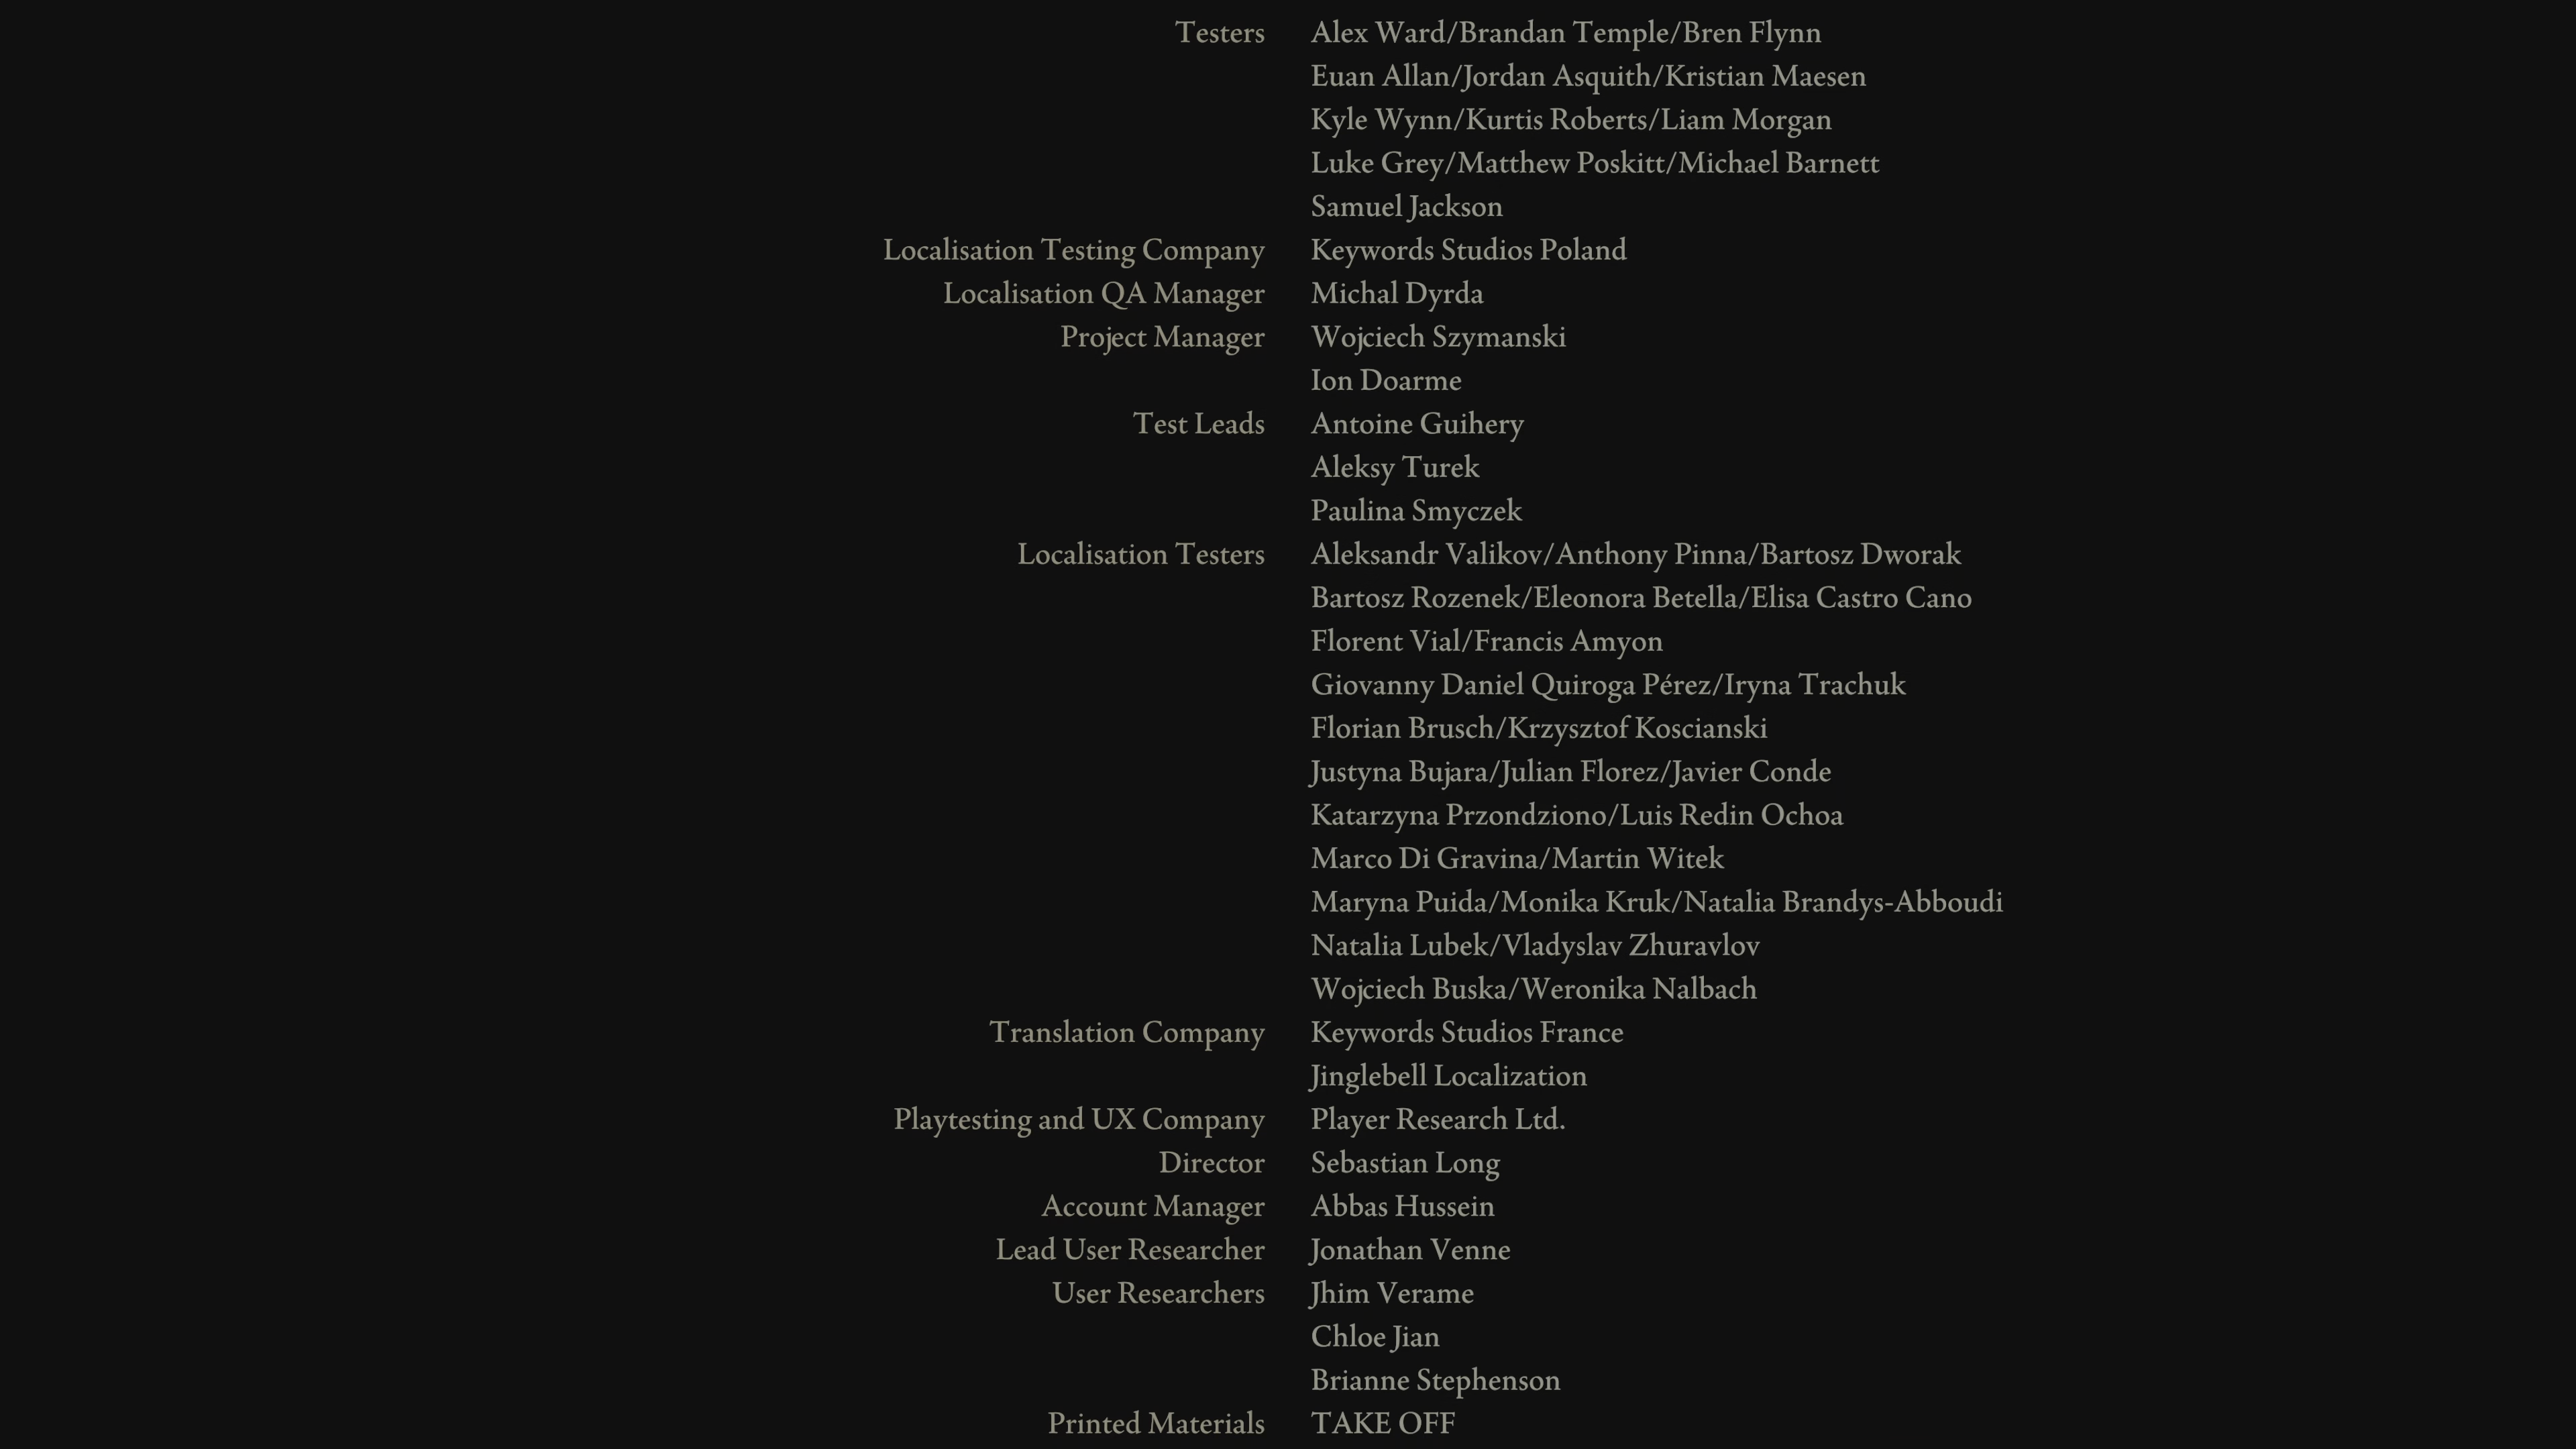 Testers Alex Ward/Brandan Temple/Bren Flynn
Euan Allan/Jordan Asquith/Kristian Maesen
Kyle Wynn/Kurtis Roberts/Liam Morgan
Luke Grey/Matthew Poskitt/Michael Barnett
Samuel Jackson
Localisation Testing Company Keywords Studios Poland
Localisation QA Manager Michal Dyrda
Project Manager Wojciech Szymanski
Ion Doarme
Test Leads Antoine Guihery
Aleksy Turek
Paulina Smyczek
Localisation Testers Aleksandr Valikov/Anthony Pinna/Bartosz Dworak
Bartosz Rozenek/Eleonora Betella/Elisa Castro Cano
Florent Vial/Francis Amyon
Giovanny Daniel Quiroga Pérez/Iryna Trachuk
Florian Brusch/Krzysztof Koscianski
Justyna Bujara/Julian Florez/Javier Conde
Katarzyna Przondziono/Luis Redin Ochoa
Marco Di Gravina/Martin Witek
Maryna Puida/Monika Kruk/Natalia Brandys-Abboudi
Natalia Lubek/Vladyslav Zhuravlov
Wojciech Buska/Weronika Nalbach
Translation Company Keywords Studios France
Jinglebell Localization
Playtesting and UX Company Player Research Ltd.
Director Sebastian Long
Account Manager Abbas Hussein
Lead User Researcher Jonathan Venne
User Researchers Jhim Verame
Chloe Jian
Brianne Stephenson
Printed Materials TAKE OFF